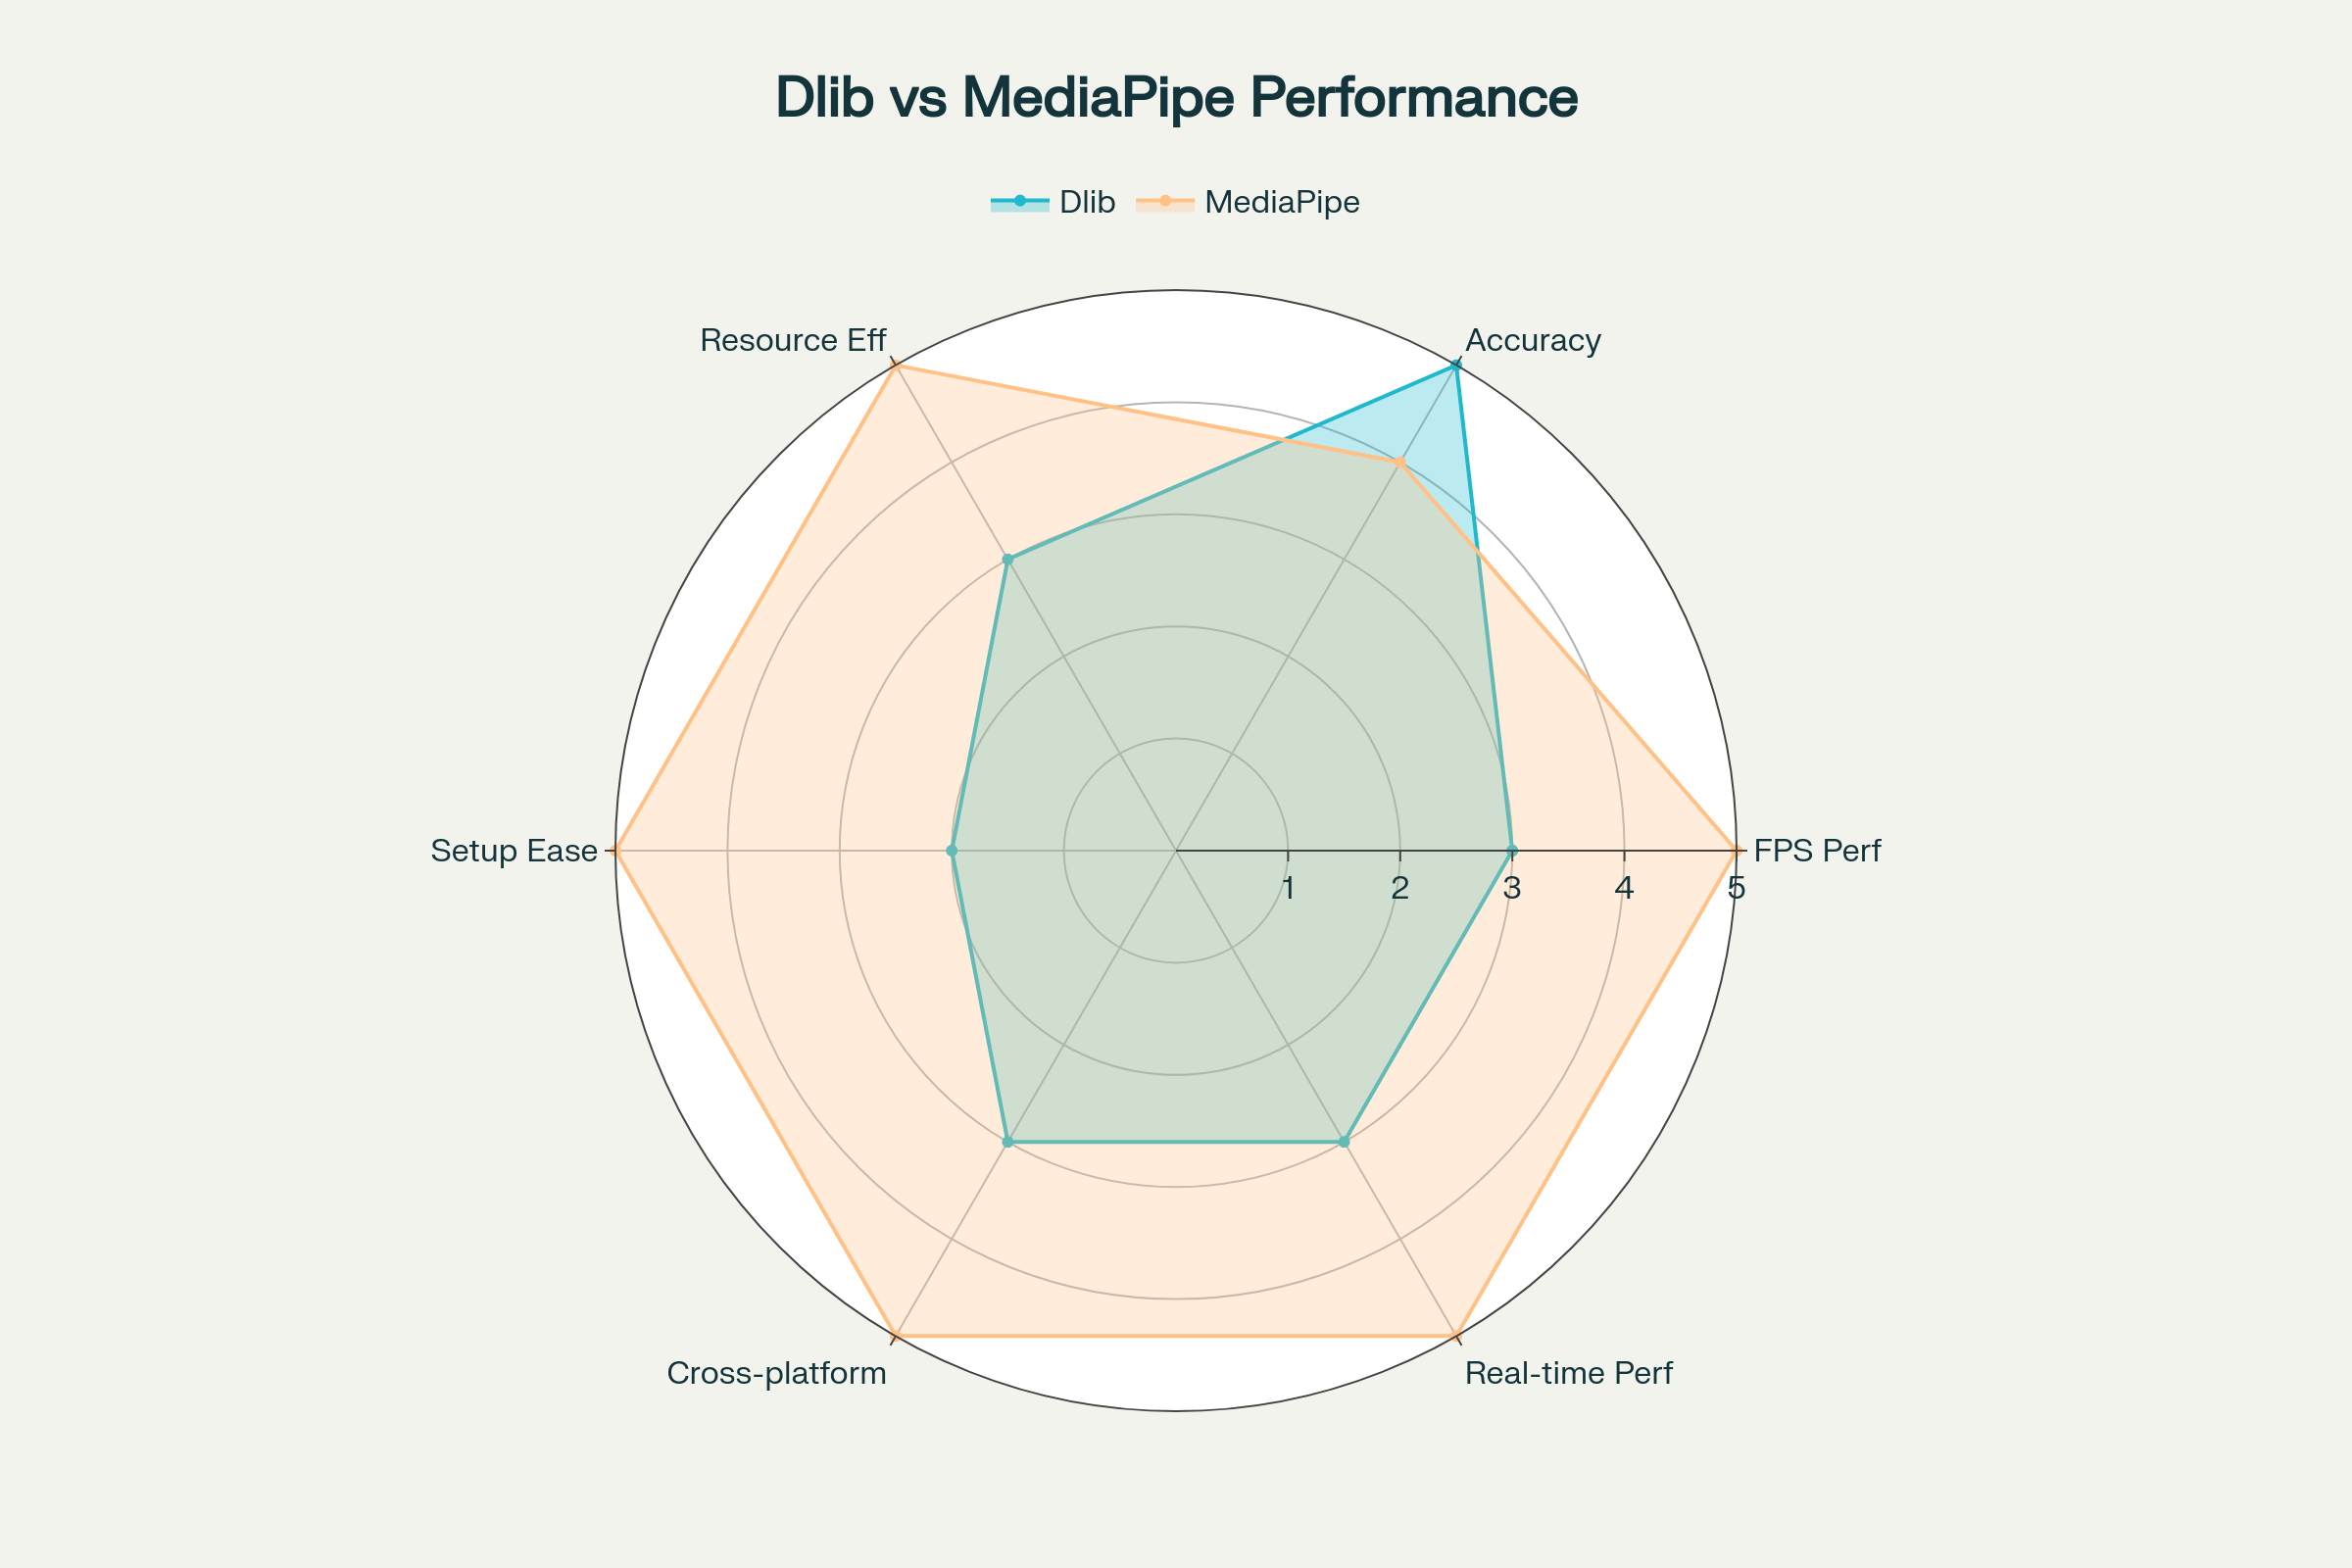 Dlib vs MediaPipe Performance
Dlib MediaPipe
Resource Eff Accuracy
Setup Ease FPS Perf
1 2 3 4 5
Cross-platform Real-time Perf